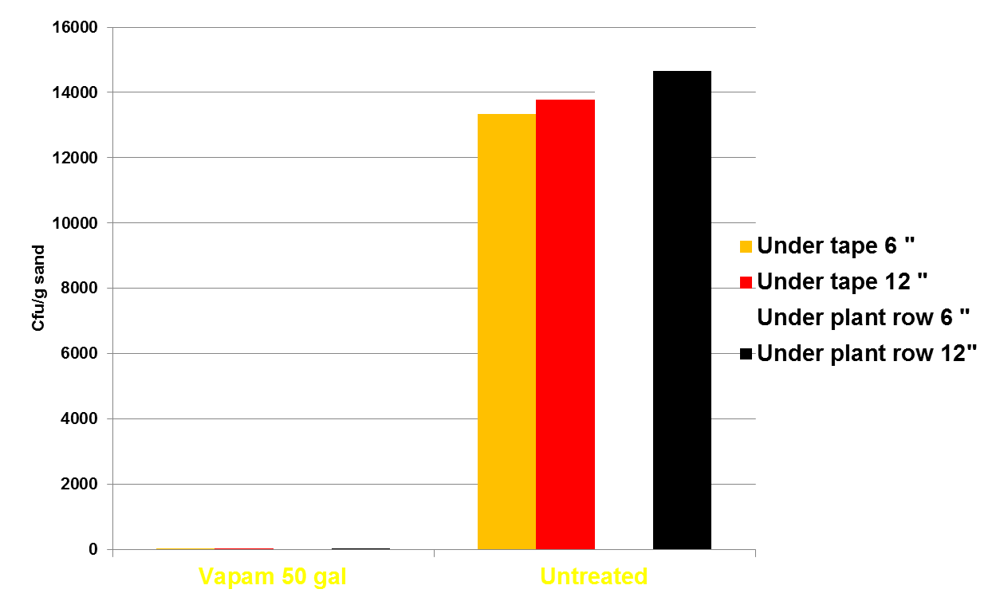 16000
14000
12000
10000
8000
6000
4000
2000
0
Cfu/g sand
Vapam 50 gal
Untreated
Under tape 6 "
Under tape 12 "
Under plant row 6 "
Under plant row 12"